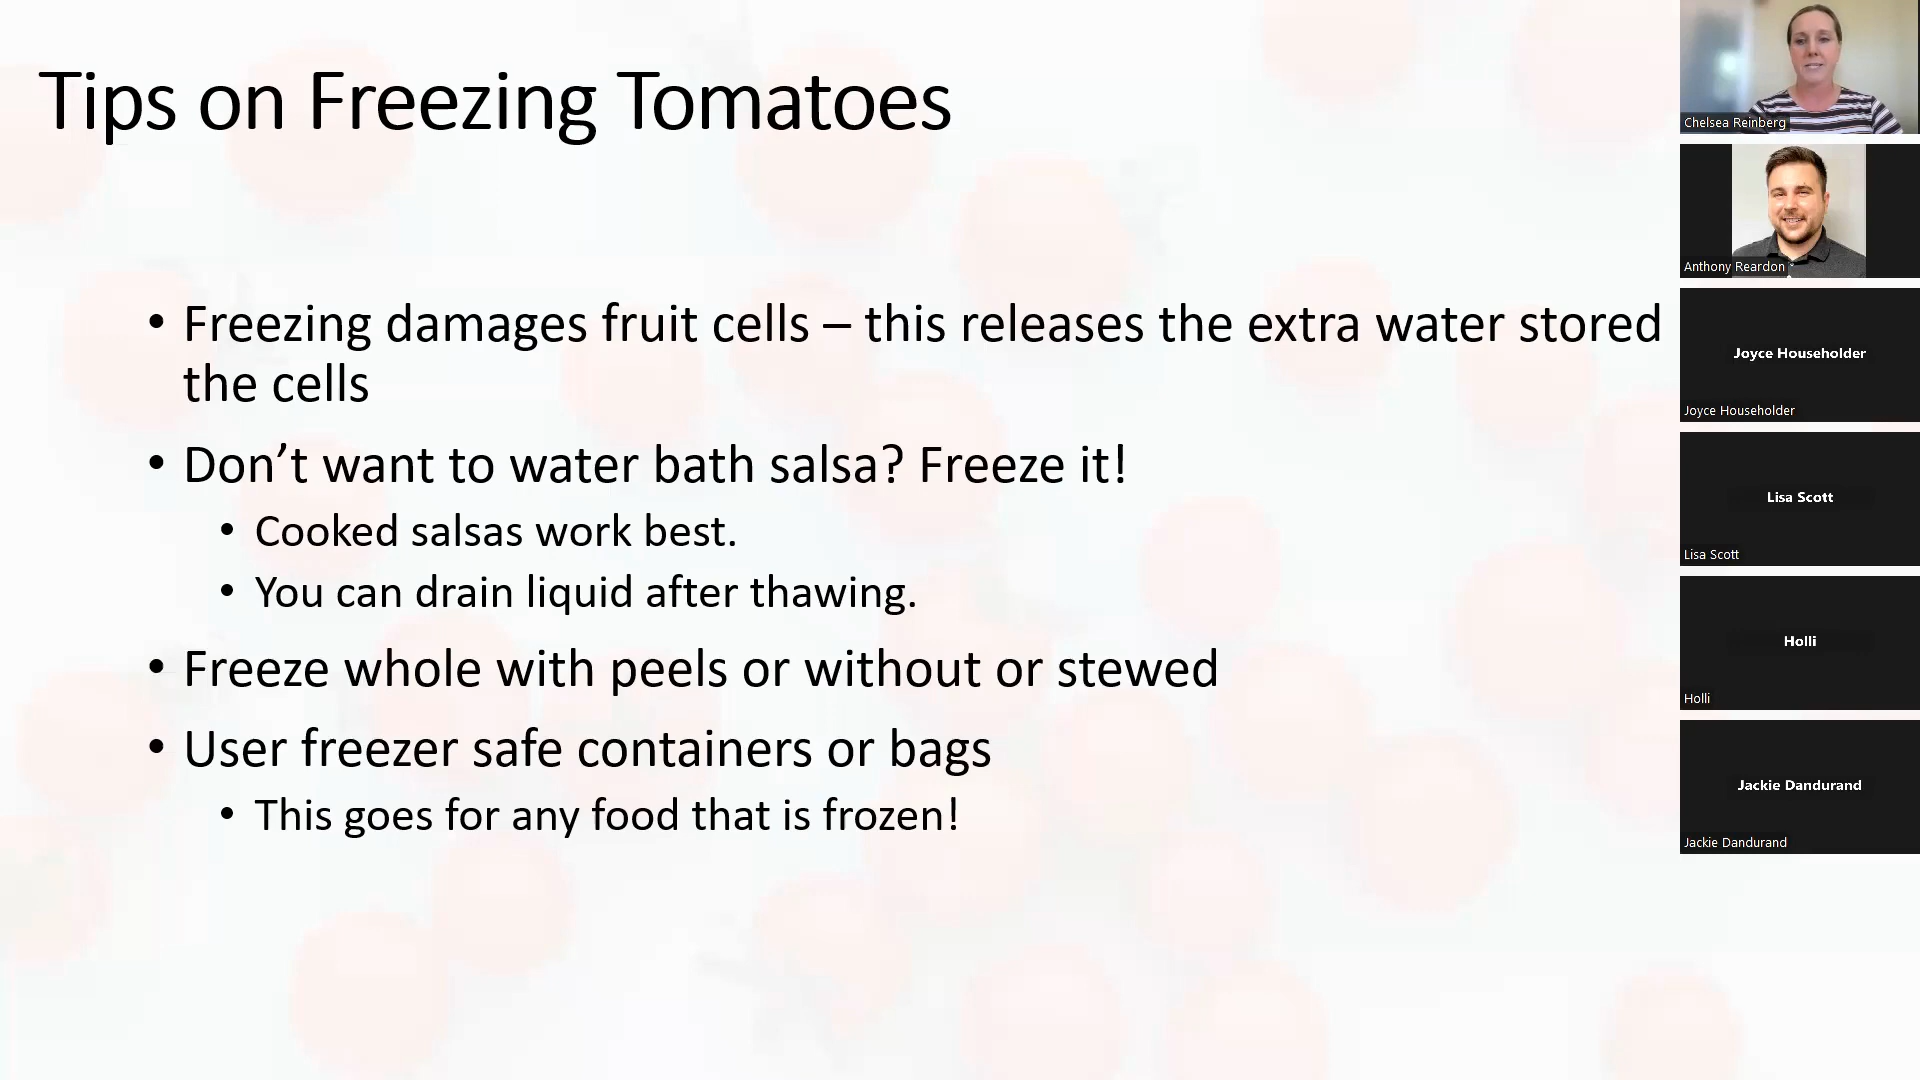 Tips on Freezing Tomatoes
• Freezing damages fruit cells – this releases the extra water stored
the cells
• Don’t want to water bath salsa? Freeze it!
• Cooked salsas work best.
• You can drain liquid after thawing.
• Freeze whole with peels or without or stewed
• User freezer safe containers or bags
• This goes for any food that is frozen!
Chelsea Reinberg
Anthony Reardon
Joyce Householder
Joyce Householder
Lisa Scott
Lisa Scott
Holli
Holli
Jackie Dandurand
Jackie Dandurand